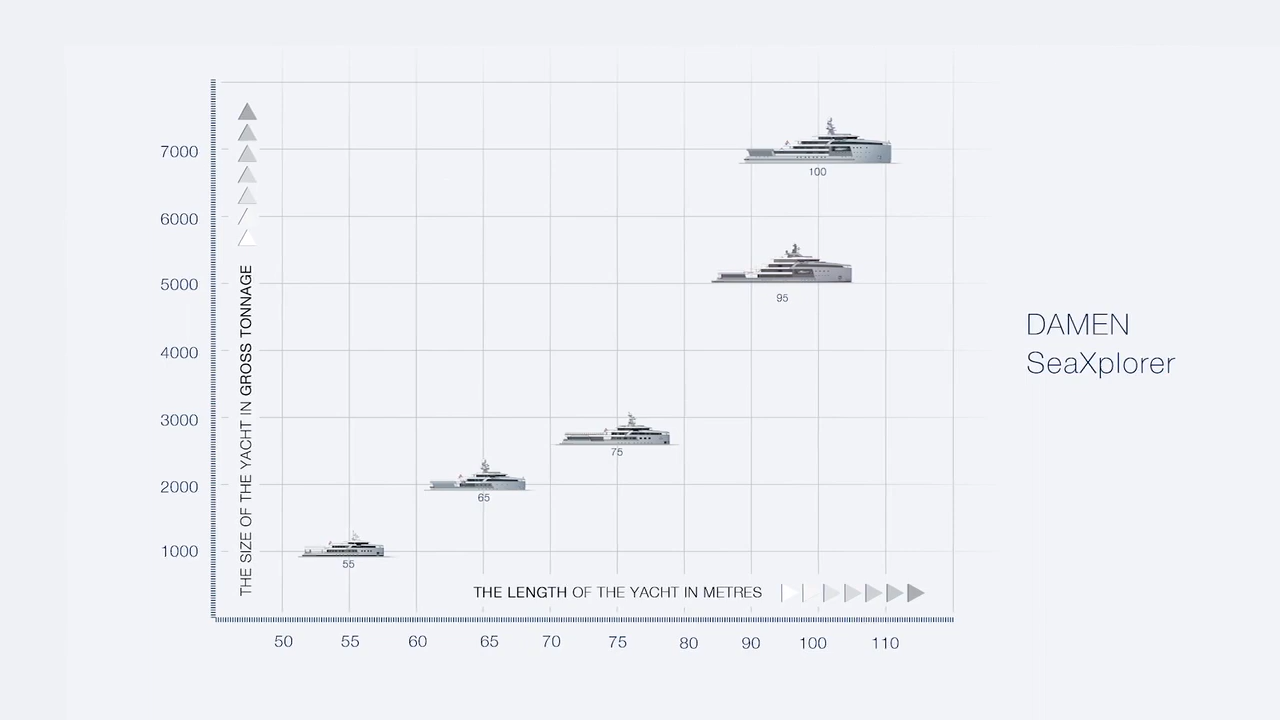 7000
6000
5000
4000
3000
2000
1000
THE SIZE OF THE YACHT IN GROSS TONNAGE
100
95
75
65
55
DAMEN
SeaXplorer
THE LENGTH OF THE YACHT IN METRES
50 55 60 65 70 75 80 90 100 110